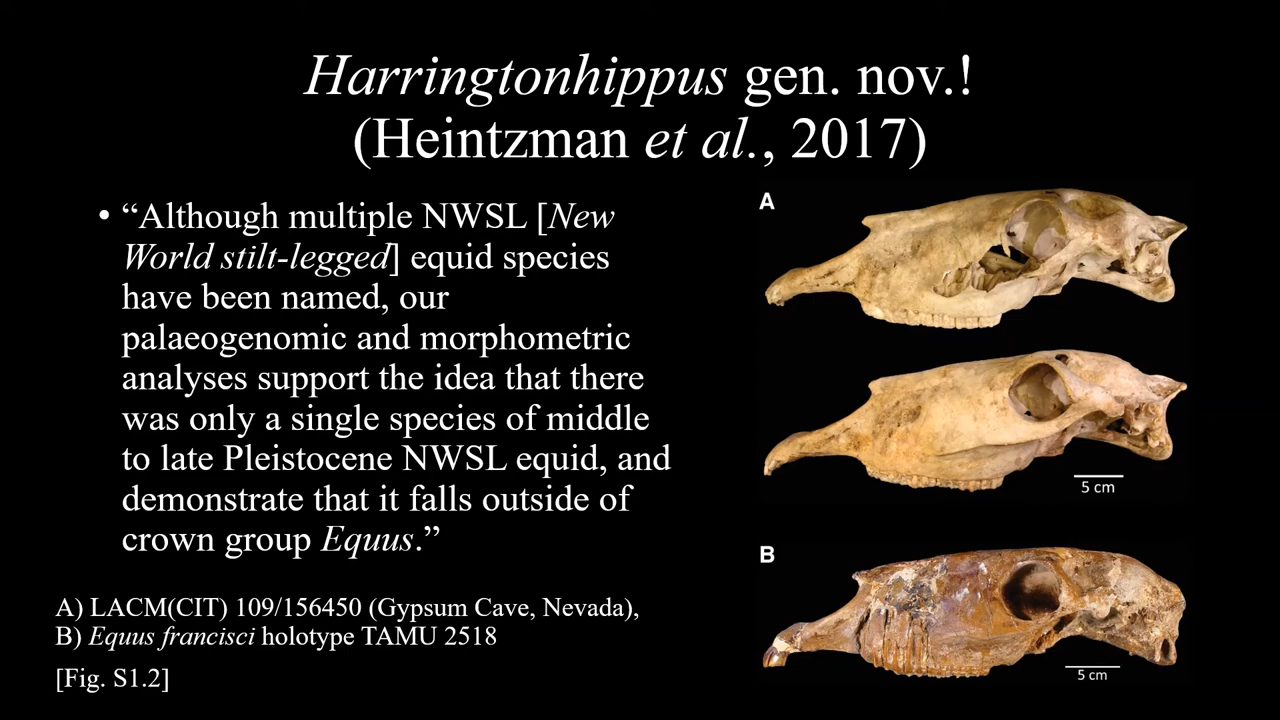 Harringtonhippus gen. nov.!
(Heintzman et al., 2017)
• “Although multiple NWSL [New
World stilt-legged] equid species
have been named, our
palaeogenomic and morphometric
analyses support the idea that there
was only a single species of middle
to late Pleistocene NWSL equid, and
demonstrate that it falls outside of
crown group Equus.”
A) LACM(CIT) 109/156450 (Gypsum Cave, Nevada),
B) Equus francisci holotype TAMU 2518
[Fig. S1.2]
A
5 cm
B
5 cm